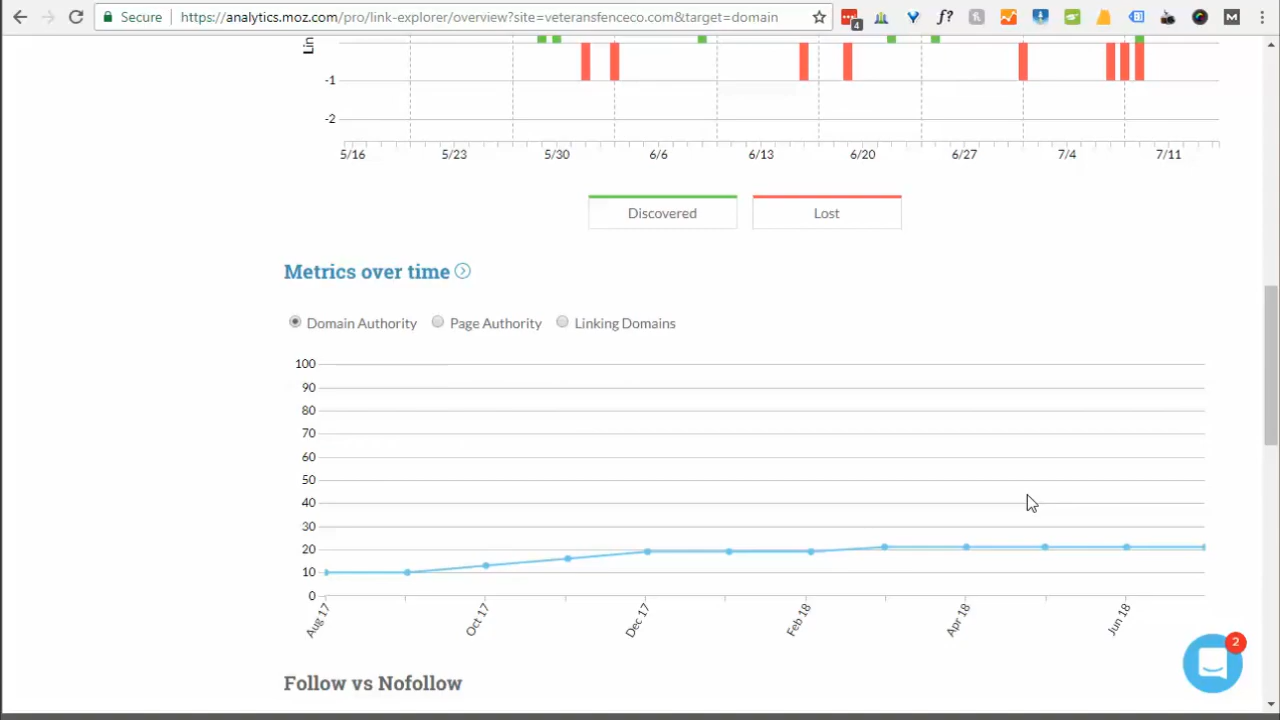 Secure
https://analytics.moz.com/pro/link-explorer/overview?site=veteransfenceco.com&target=domain
f?
4
M
Lin
-1
-2
5/16 5/23 5/30 6/6 6/13 6/20 6/27 7/4 7/11
Discovered Lost
Metrics over time
Domain Authority Page Authority Linking Domains
100
90
80
70
60
50
40
30
20
10
0
Aug 17 Oct 17 Dec 17 Feb 18 Apr 18 Jun 18
2
Follow vs Nofollow